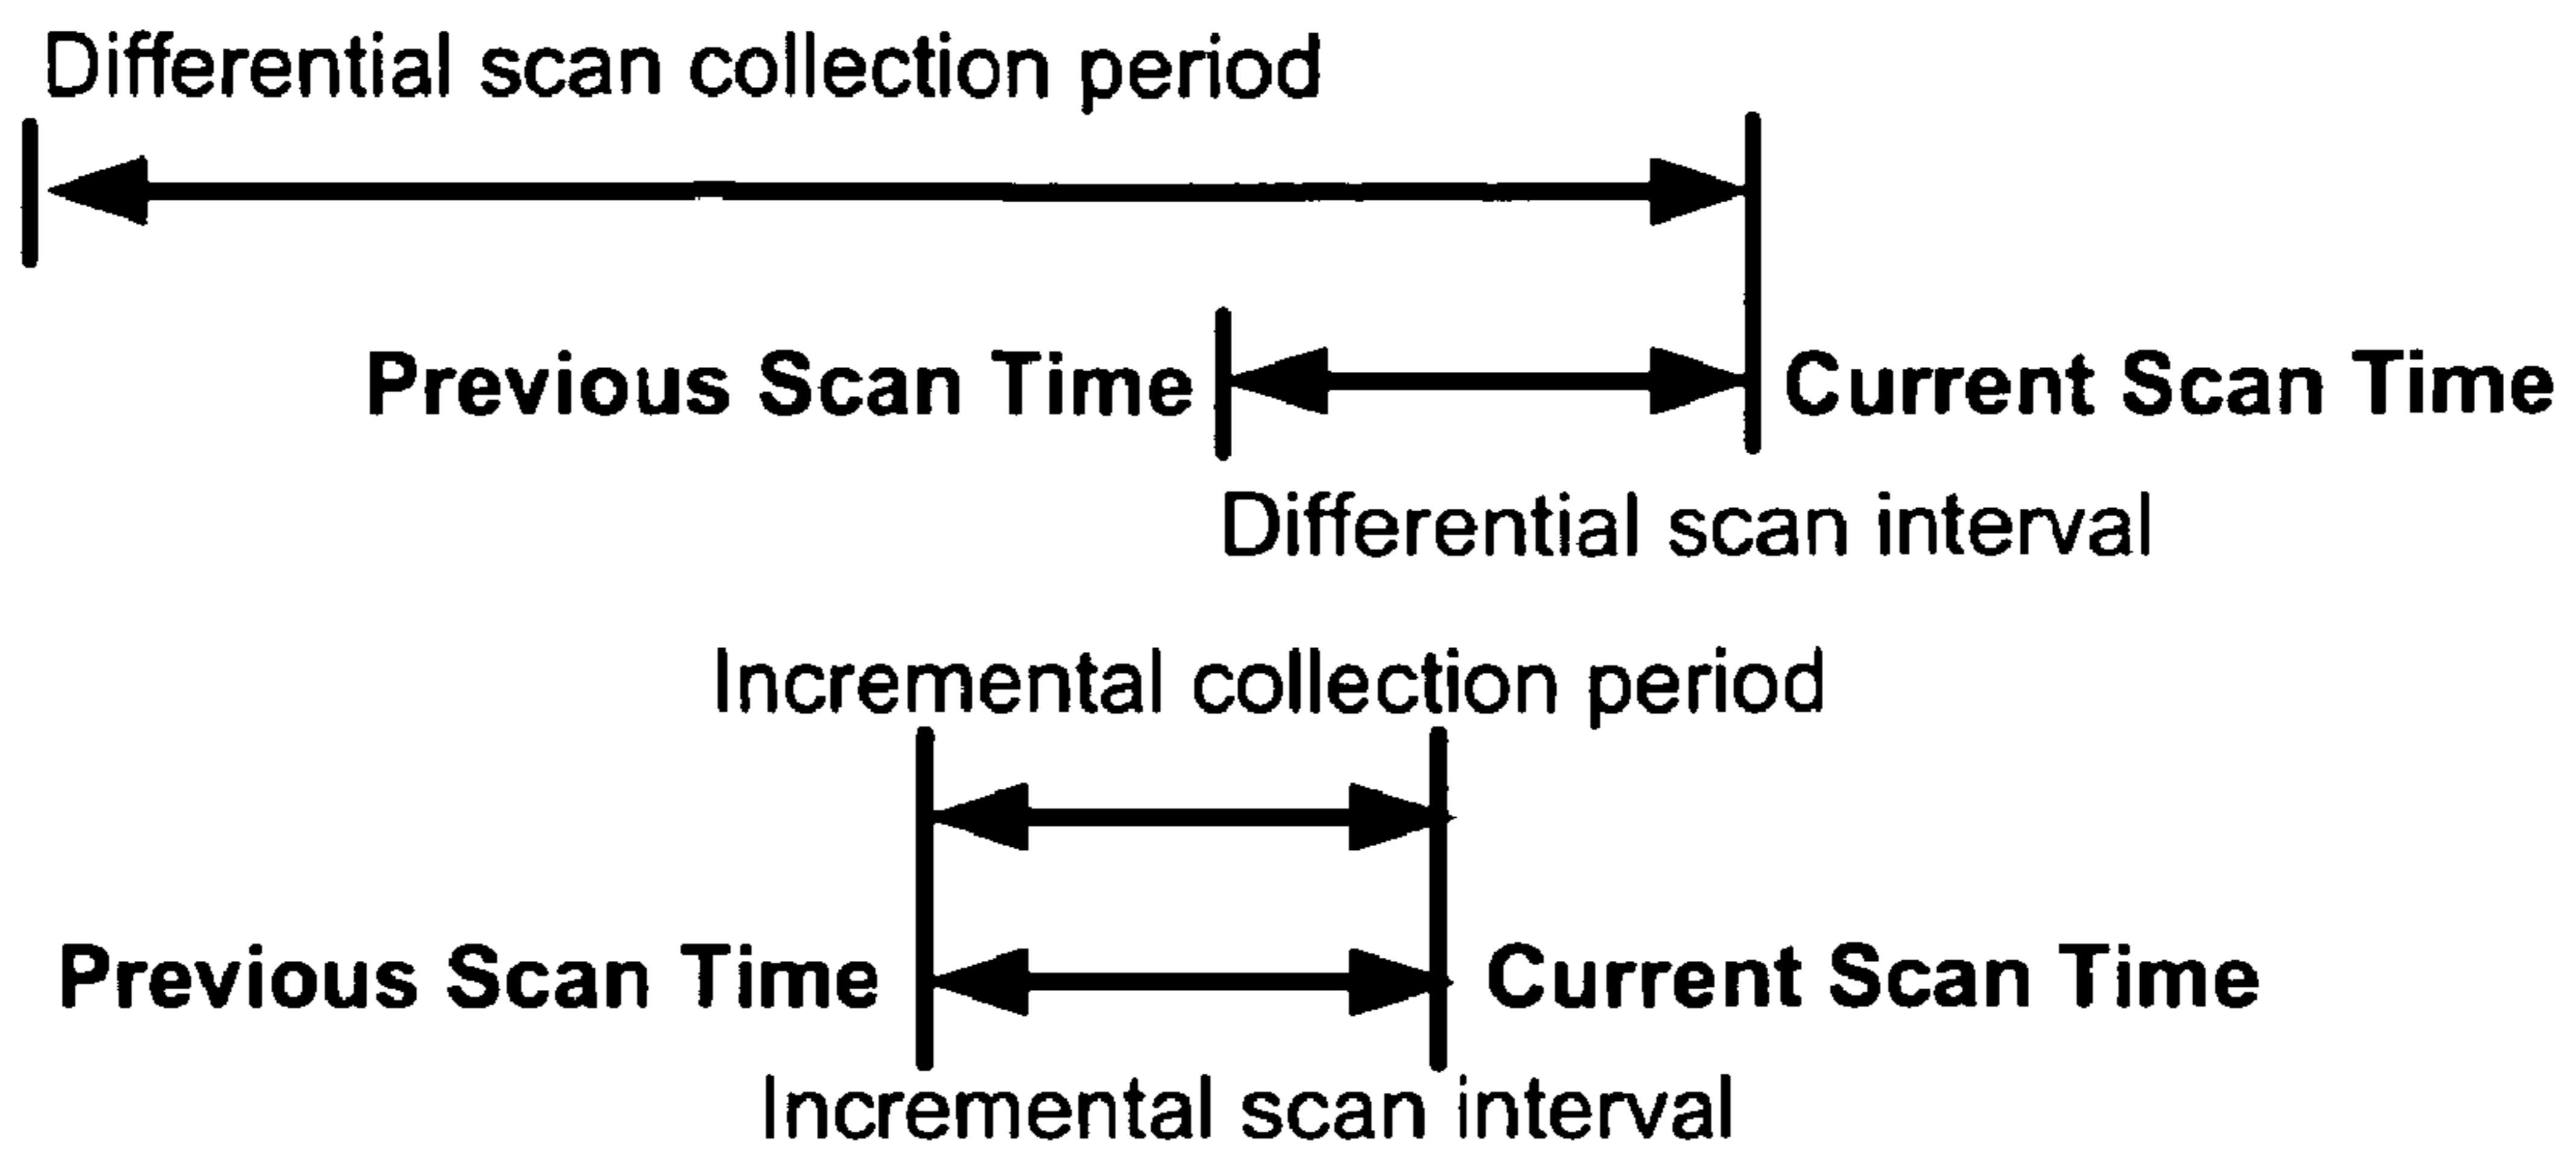 Differential scan collection period
Previous Scan Time
Current Scan Time
Differential scan interval
Incremental collection period
Previous Scan Time
Current Scan Time
Incremental scan interval